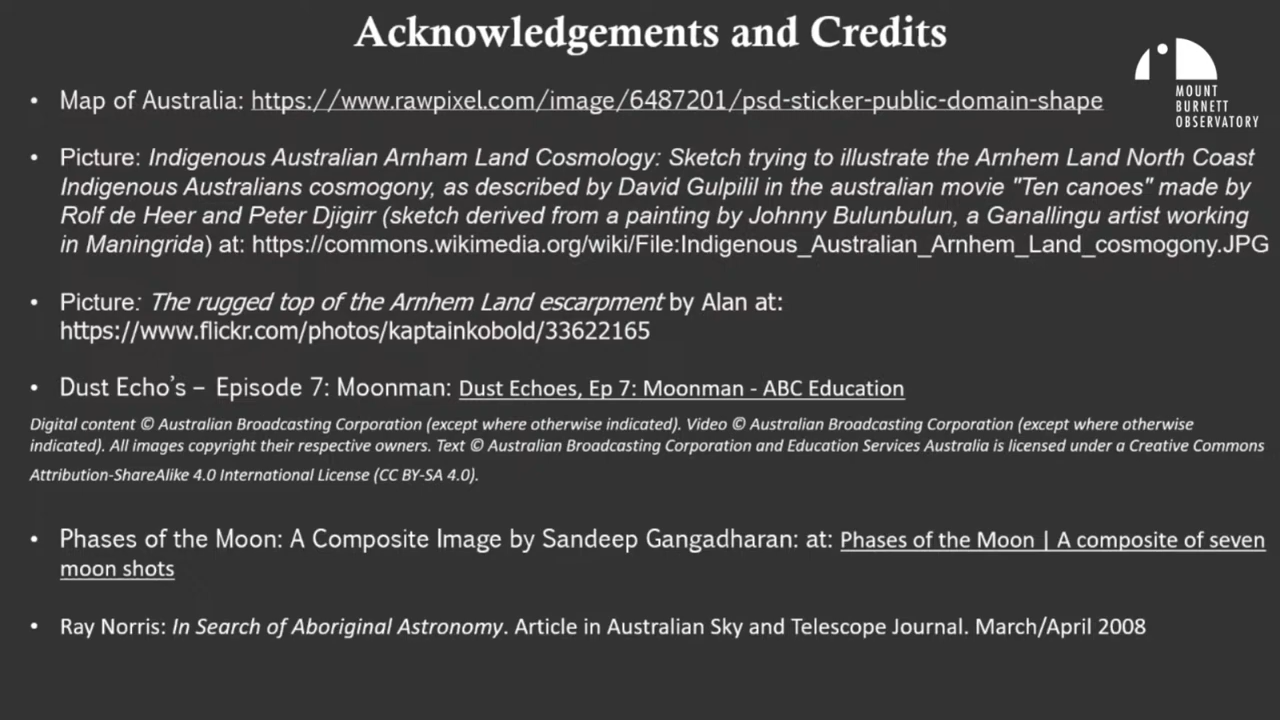 Acknowledgements and Credits
MOUNT
BURNETT
OBSERVATORY
• Map of Australia: https://www.rawpixel.com/image/6487201/psd-sticker-public-domain-shape
• Picture: Indigenous Australian Arnham Land Cosmology: Sketch trying to illustrate the Arnhem Land North Coast
Indigenous Australians cosmogony, as described by David Gulpilil in the australian movie "Ten canoes" made by
Rolf de Heer and Peter Djigirr (sketch derived from a painting by Johnny Bulunbulun, a Ganallingu artist working
in Maningrida) at: https://commons.wikimedia.org/wiki/File:Indigenous_Australian_Arnhem_Land_cosmogony.JPG
• Picture: The rugged top of the Arnhem Land escarpment by Alan at:
https://www.flickr.com/photos/kaptainkobold/33622165
• Dust Echo's – Episode 7: Moonman: Dust Echoes, Ep 7: Moonman - ABC Education
Digital content © Australian Broadcasting Corporation (except where otherwise indicated). Video © Australian Broadcasting Corporation (except where otherwise
indicated). All images copyright their respective owners. Text © Australian Broadcasting Corporation and Education Services Australia is licensed under a Creative Commons
Attribution-ShareAlike 4.0 International License (CC BY-SA 4.0).
• Phases of the Moon: A Composite Image by Sandeep Gangadharan: at: Phases of the Moon | A composite of seven
moon shots
• Ray Norris: In Search of Aboriginal Astronomy. Article in Australian Sky and Telescope Journal. March/April 2008